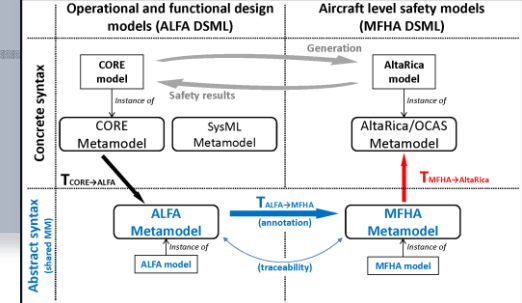 Operational and functional design
models (ALFA DSML)
Aircraft level safety models
(MFHA DSML)
Concrete syntax
CORE
model
Generation
Safety results
AltaRica
model
Instance of
Instance of
CORE
Metamodel
SysML
Metamodel
AltaRica/OCAS
Metamodel
TCORE→ALFA
TMFHA→AltaRica
Abstract syntax
(shared MM)
ALFA
Metamodel
TALFA→MFHA
(annotation)
MFHA
Metamodel
Instance of
Instance of
ALFA model
(traceability)
MFHA model